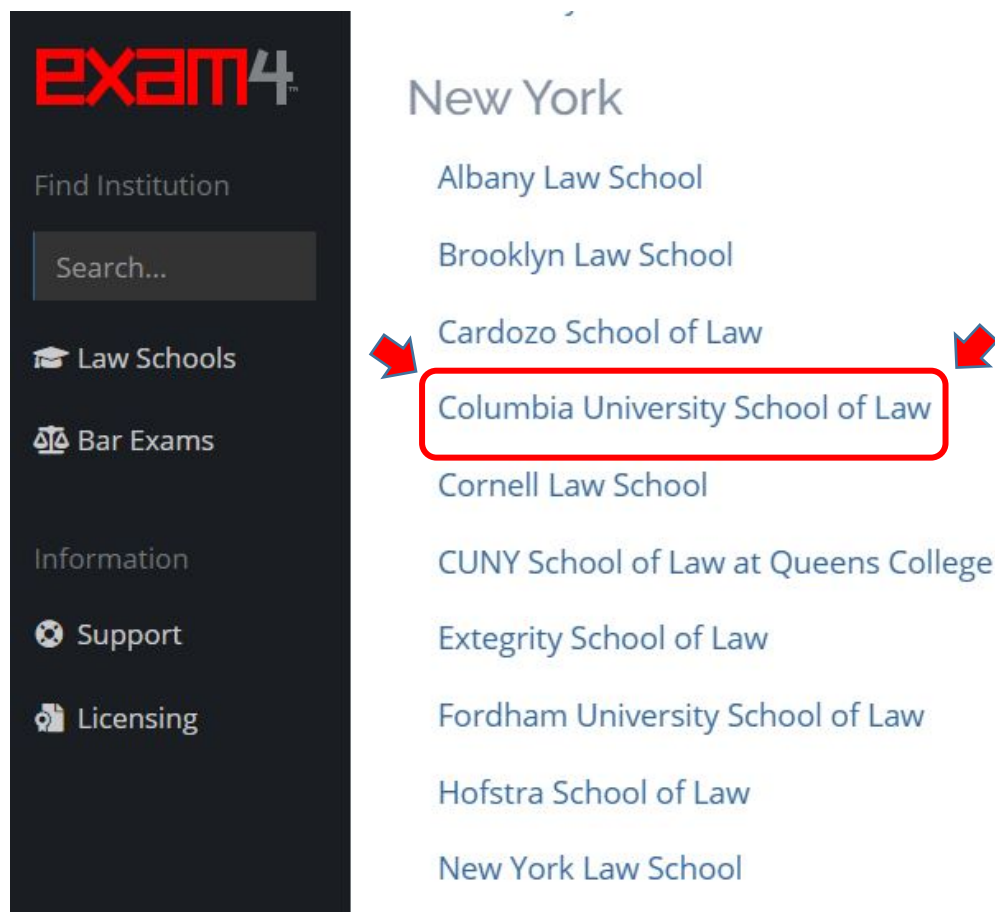 exam4™
Find Institution
Search...
Law Schools
Bar Exams
Information
Support
Licensing
New York
Albany Law School
Brooklyn Law School
Cardozo School of Law
Columbia University School of Law
Cornell Law School
CUNY School of Law at Queens College
Extegrity School of Law
Fordham University School of Law
Hofstra School of Law
New York Law School